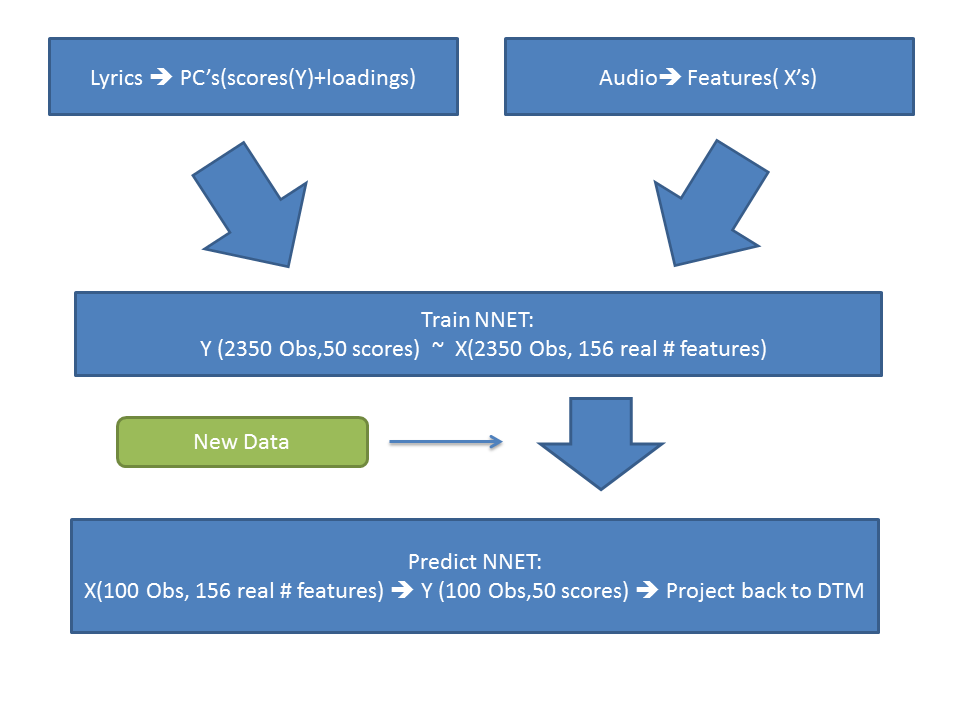 Lyrics 🡺 PC’s(scores(Y)+loadings)
Audio🡺 Features( X’s)
Train NNET:
Y (2350 Obs,50 scores) ~ X(2350 Obs, 156 real # features)
New Data
Predict NNET:
X(100 Obs, 156 real # features) 🡺 Y (100 Obs,50 scores) 🡺 Project back to DTM